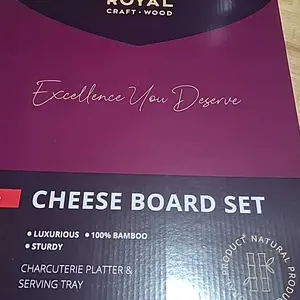 ROYAL
CRAFT • WOOD
Excellence You Deserve
CHEESE BOARD SET
• LUXURIOUS • 100% BAMBOO
• STURDY
CHARCUTERIE PLATTER &
SERVING TRAY
PRODUCT NATURAL PRODU